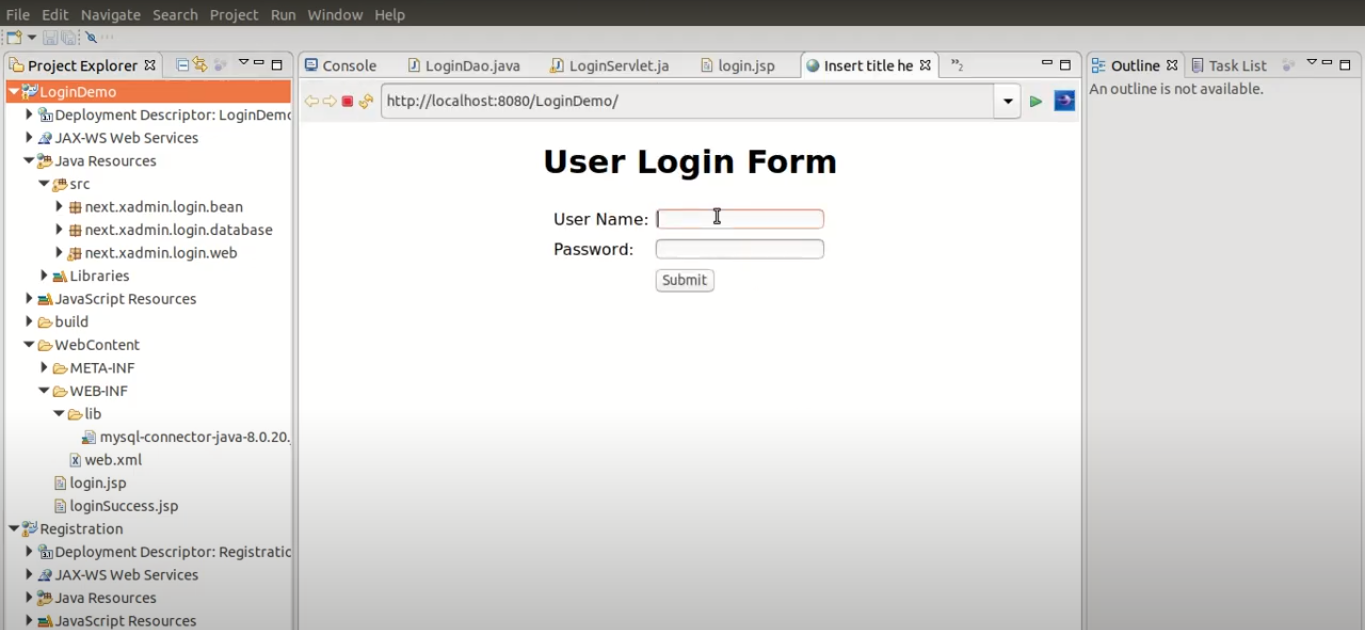 File Edit Navigate Search Project Run Window Help
Project Explorer
Console LoginDao.java LoginServlet.ja login.jsp Insert title he »2
Outline Task List
LoginDemo
http://localhost:8080/LoginDemo/
An outline is not available.
Deployment Descriptor: LoginDemo
JAX-WS Web Services
Java Resources
src
next.xadmin.login.bean
next.xadmin.login.database
next.xadmin.login.web
Libraries
JavaScript Resources
build
WebContent
META-INF
WEB-INF
lib
mysql-connector-java-8.0.20.
web.xml
login.jsp
loginSuccess.jsp
Registration
Deployment Descriptor: Registratic
JAX-WS Web Services
Java Resources
JavaScript Resources
User Login Form
User Name:
Password:
Submit